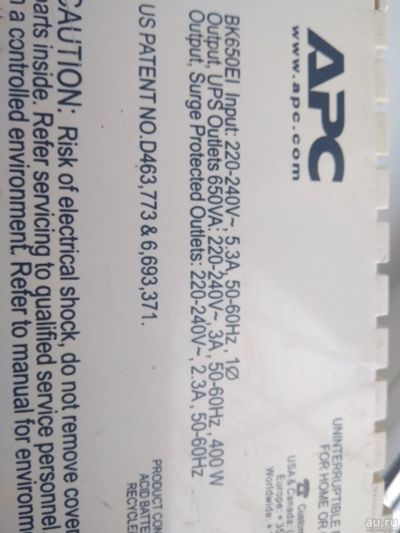 APC
www.apc.com
BK650EI Input: 220-240V~, 5.3A, 50-60Hz, 1Ø
Output, UPS Outlets 650VA: 220-240V~, 3A, 50-60Hz, 400W
Output, Surge Protected Outlets: 220-240V~, 2.3A, 50-60Hz
US PATENT NO.D463,773 & 6,693,371.
CAUTION: Risk of electrical shock, do not remove cover
parts inside. Refer servicing to qualified service personnel.
a controlled environment. Refer to manual for
UNINTERRUPTIBLE
FOR HOME OR
USA & Canada:
Europe: + 35
Worldwide: +
PRODUCT CON
ACID BATTE
RECYCLE
au.ru